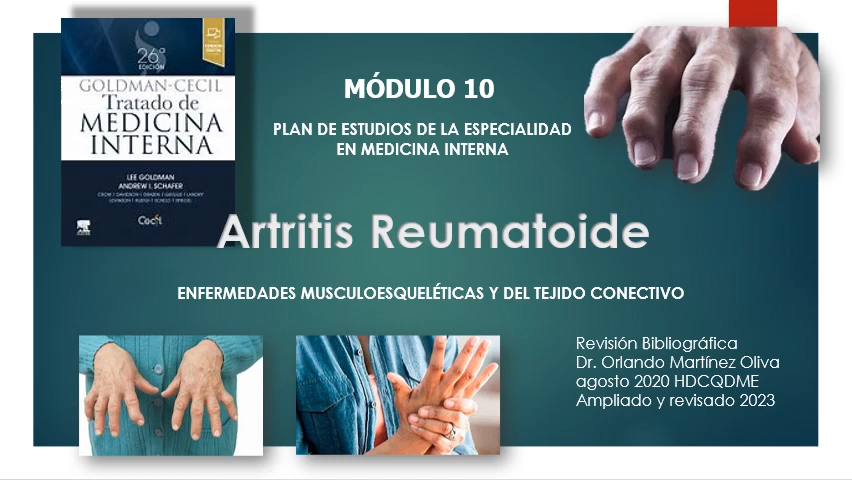 26.ª
EDICIÓN
GOLDMAN-CECIL
Tratado de
MEDICINA
INTERNA
LEE GOLDMAN
ANDREW I. SCHAFER
Cecil
MÓDULO 10
PLAN DE ESTUDIOS DE LA ESPECIALIDAD
EN MEDICINA INTERNA
Artritis Reumatoide
ENFERMEDADES MUSCULOESQUELÉTICAS Y DEL TEJIDO CONECTIVO
Revisión Bibliográfica
Dr. Orlando Martínez Oliva
agosto 2020 HDCQDME
Ampliado y revisado 2023